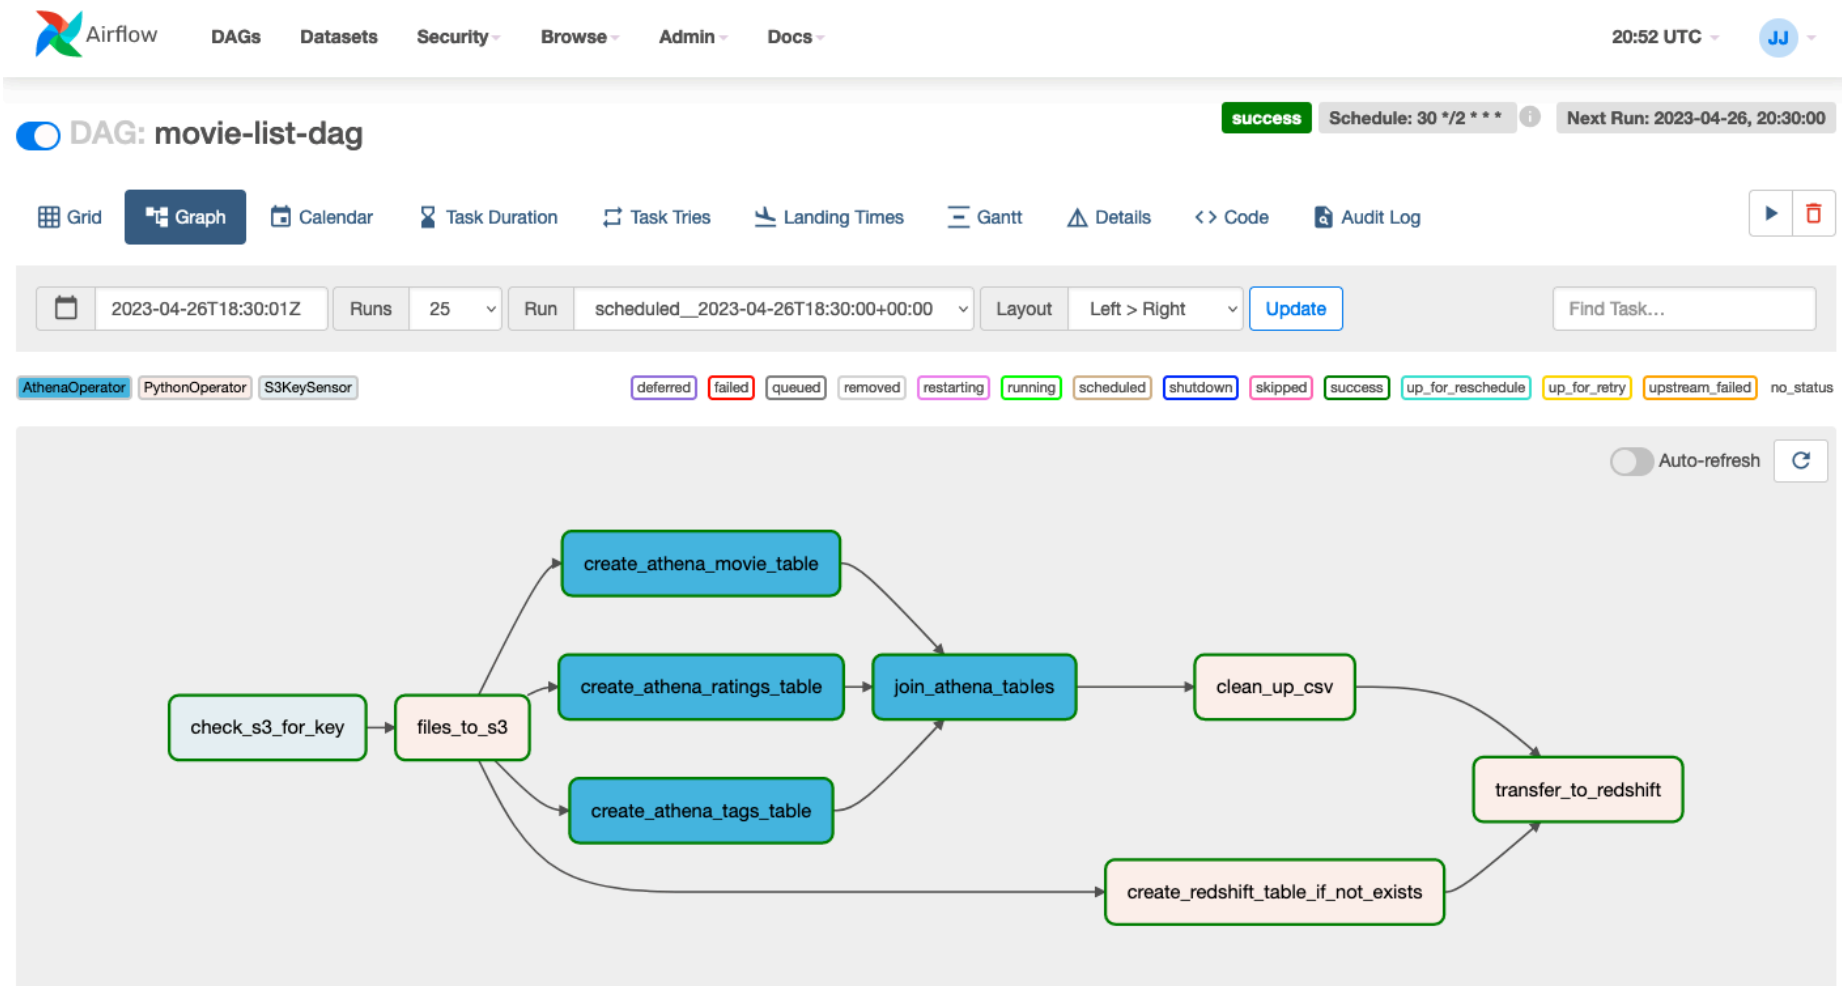 Airflow DAGs Datasets Security Browse Admin Docs 20:52 UTC JJ
DAG: movie-list-dag success Schedule: 30 */2 * * * i Next Run: 2023-04-26, 20:30:00
Grid Graph Calendar Task Duration Task Tries Landing Times Gantt Details <> Code Audit Log
2023-04-26T18:30:01Z Runs 25 Run scheduled__2023-04-26T18:30:00+00:00 Layout Left > Right Update Find Task...
AthenaOperator PythonOperator S3KeySensor deferred failed queued removed restarting running scheduled shutdown skipped success up_for_reschedule up_for_retry upstream_failed no_status
Auto-refresh
create_athena_movie_table
create_athena_ratings_table join_athena_tables clean_up_csv
check_s3_for_key files_to_s3
transfer_to_redshift
create_athena_tags_table
create_redshift_table_if_not_exists